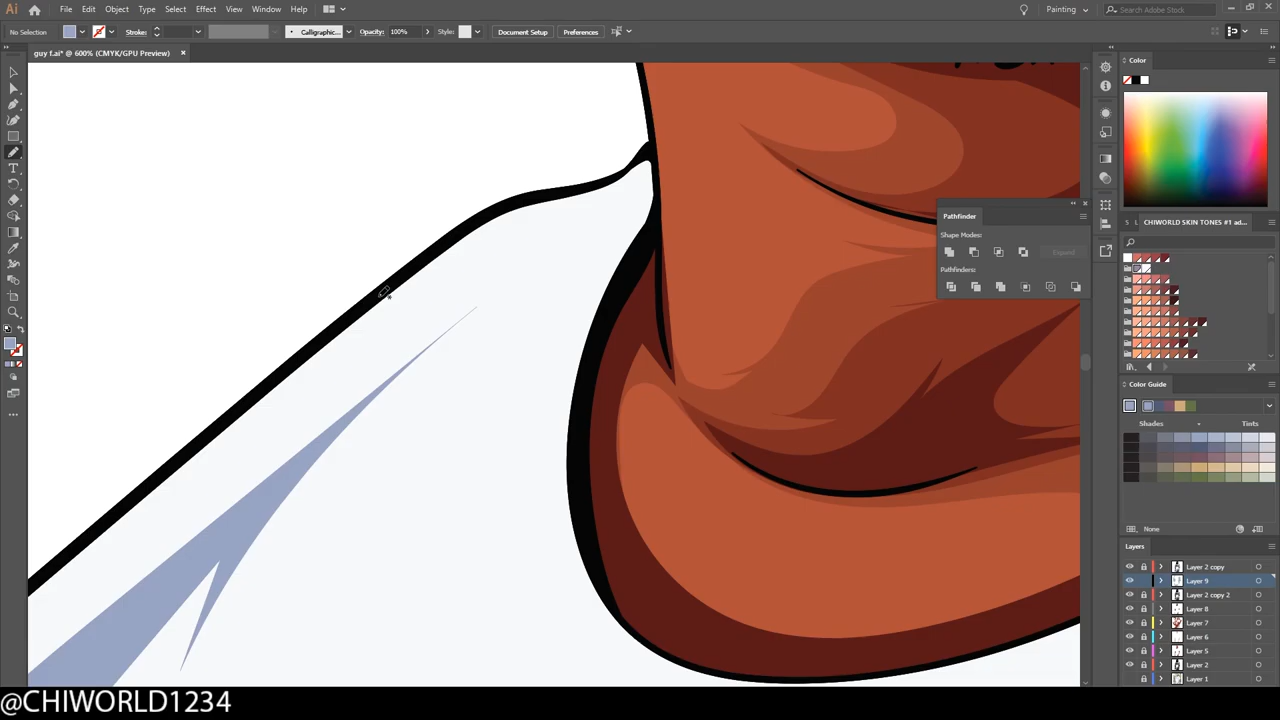 Ai File Edit Object Type Select Effect View Window Help Painting Search Adobe Stock
No Selection Stroke: Calligraphic... Opacity: 100% Style: Document Setup Preferences
guy f.ai* @ 600% (CMYK/GPU Preview)
Color
Pathfinder
Shape Modes:
Expand
Pathfinders:
CHIWORLD SKIN TONES #1 ad...
Color Guide
Shades Tints
None
Layers
Layer 2 copy
Layer 9
Layer 2 copy 2
Layer 8
Layer 7
Layer 6
Layer 5
Layer 2
Layer 1
@CHIWORLD1234